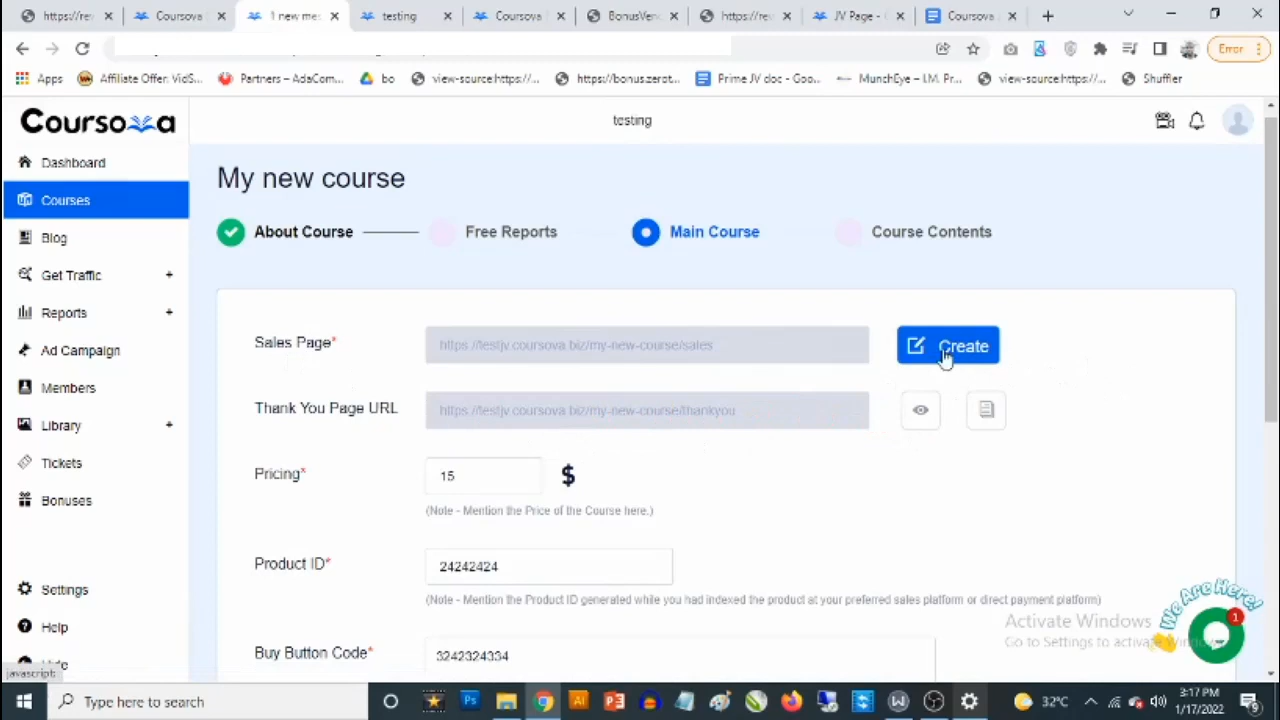 https://re
Coursova
1 new me
testing
Coursova
BonusVen
https://re
JV Page -
Coursova
Error
Apps
Affiliate Offer: VidS...
Partners – AdaCom...
bo
view-source:https://...
https://bonus.zerot...
Prime JV doc - Goo...
MunchEye – I.M. Pr...
view-source:https://...
Shuffler
Coursova
testing
Dashboard
Courses
Blog
Get Traffic +
Reports +
Ad Campaign
Members
Library +
Tickets
Bonuses
Settings
Help
javascript:
My new course
About Course
Free Reports
Main Course
Course Contents
Sales Page*
https://testjv.coursova.biz/my-new-course/sales
Create
Thank You Page URL
https://testjv.coursova.biz/my-new-course/thankyou
Pricing*
15 $
(Note - Mention the Price of the Course here.)
Product ID*
24242424
(Note - Mention the Product ID generated while you had indexed the product at your preferred sales platform or direct payment platform)
Buy Button Code*
3242324334
We Are Here!
1
Activate Windows
Go to Settings to activate Windows.
Type here to search
32°C
3:17 PM
1/17/2022
9